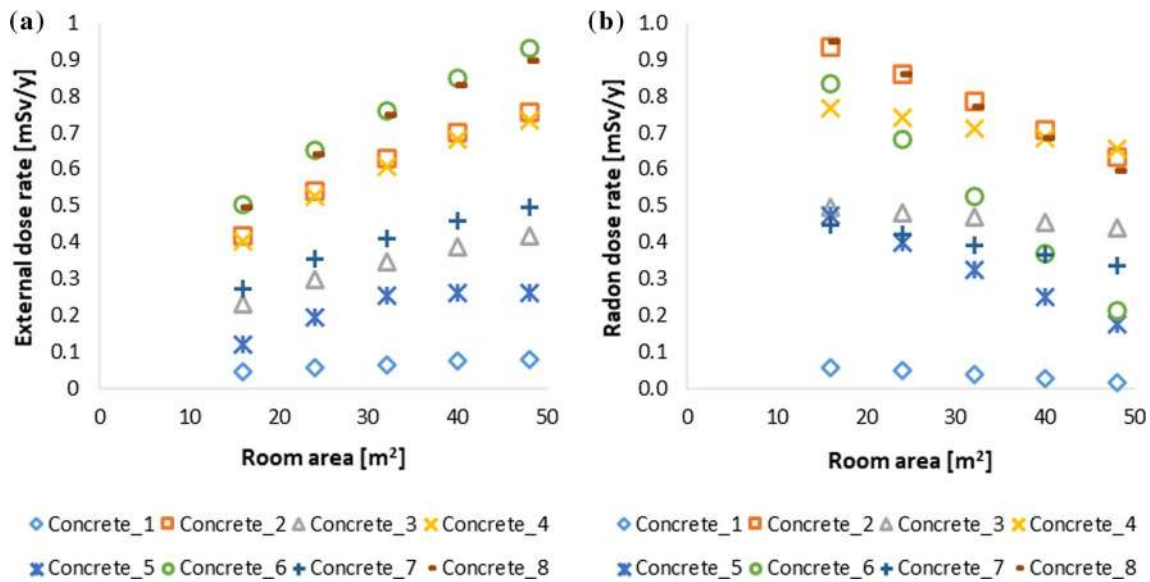 (a)
External dose rate [mSv/y]
1
0.9
0.8
0.7
0.6
0.5
0.4
0.3
0.2
0.1
0
0 10 20 30 40 50
Room area [m²]
◇Concrete_1 □Concrete_2 △Concrete_3 ×Concrete_4
Concrete_5 ○Concrete_6 +Concrete_7 -Concrete_8
(b)
Radon dose rate [mSv/y]
1.0
0.9
0.8
0.7
0.6
0.5
0.4
0.3
0.2
0.1
0.0
0 10 20 30 40 50
Room area [m²]
◇Concrete_1 □Concrete_2 △Concrete_3 ×Concrete_4
Concrete_5 ○Concrete_6 +Concrete_7 -Concrete_8